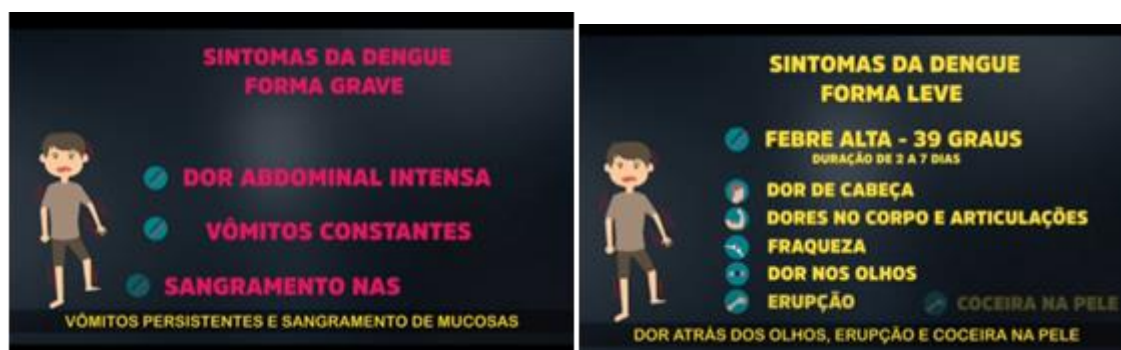 SINTOMAS DA DENGUE
FORMA GRAVE
DOR ABDOMINAL INTENSA
VÔMITOS CONSTANTES
SANGRAMENTO NAS
VÔMITOS PERSISTENTES E SANGRAMENTO DE MUCOSAS
SINTOMAS DA DENGUE
FORMA LEVE
FEBRE ALTA - 39 GRAUS
DURAÇÃO DE 2 A 7 DIAS
DOR DE CABEÇA
DORES NO CORPO E ARTICULAÇÕES
FRAQUEZA
DOR NOS OLHOS
ERUPÇÃO COCEIRA NA PELE
DOR ATRÁS DOS OLHOS, ERUPÇÃO E COCEIRA NA PELE